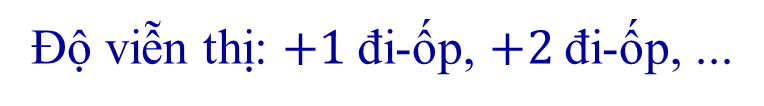 Độ viễn thị: +1 đi-ốp, +2 đi-ốp, ...